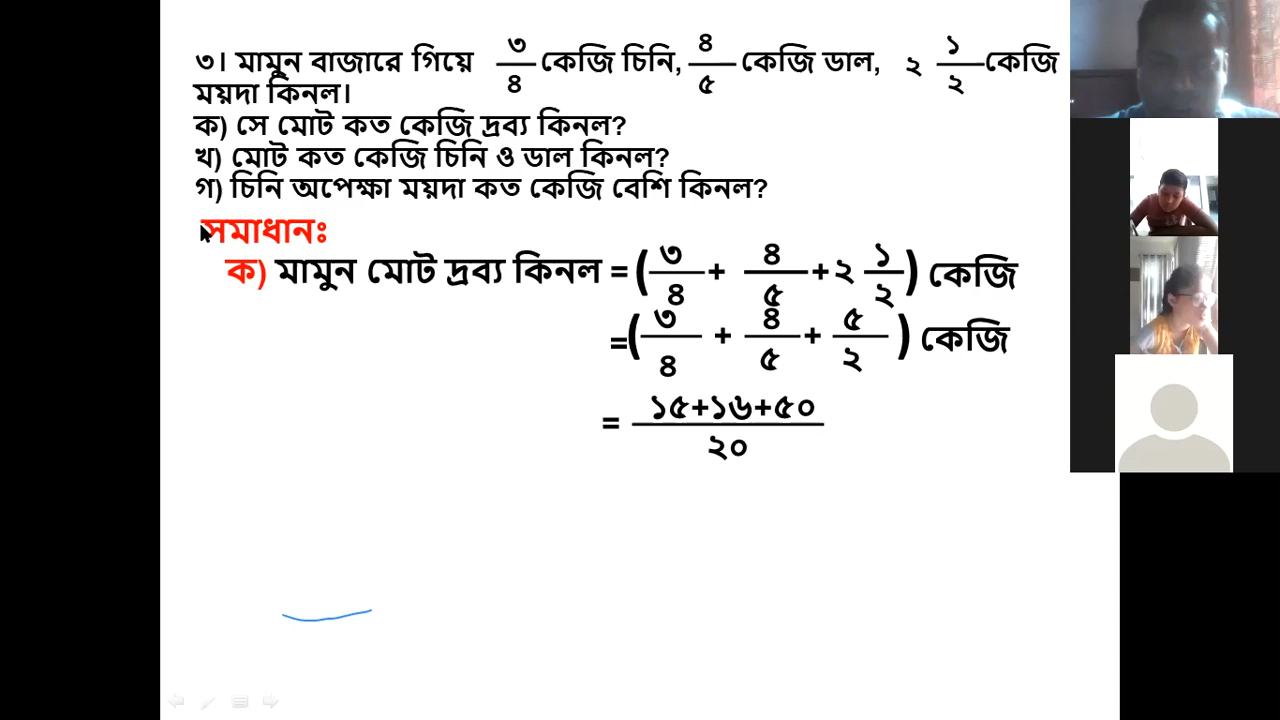 ৩। মামুন বাজারে গিয়ে ৩/৪ কেজি চিনি, ৪/৫ কেজি ডাল, ২ ১/২ কেজি
ময়দা কিনল।
ক) সে মোট কত কেজি দ্রব্য কিনল?
খ) মোট কত কেজি চিনি ও ডাল কিনল?
গ) চিনি অপেক্ষা ময়দা কত কেজি বেশি কিনল?
সমাধানঃ
ক) মামুন মোট দ্রব্য কিনল = (৩/৪ + ৪/৫ + ২ ১/২) কেজি
=(৩/৪ + ৪/৫ + ৫/২) কেজি
= ১৫+১৬+৫০/২০